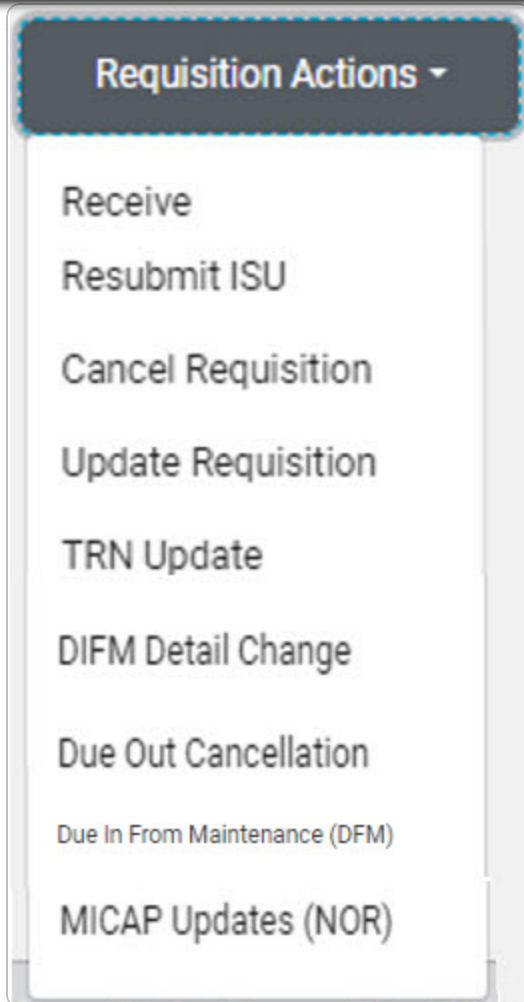 Requisition Actions
Receive
Resubmit ISU
Cancel Requisition
Update Requisition
TRN Update
DIFM Detail Change
Due Out Cancellation
Due In From Maintenance (DFM)
MICAP Updates (NOR)